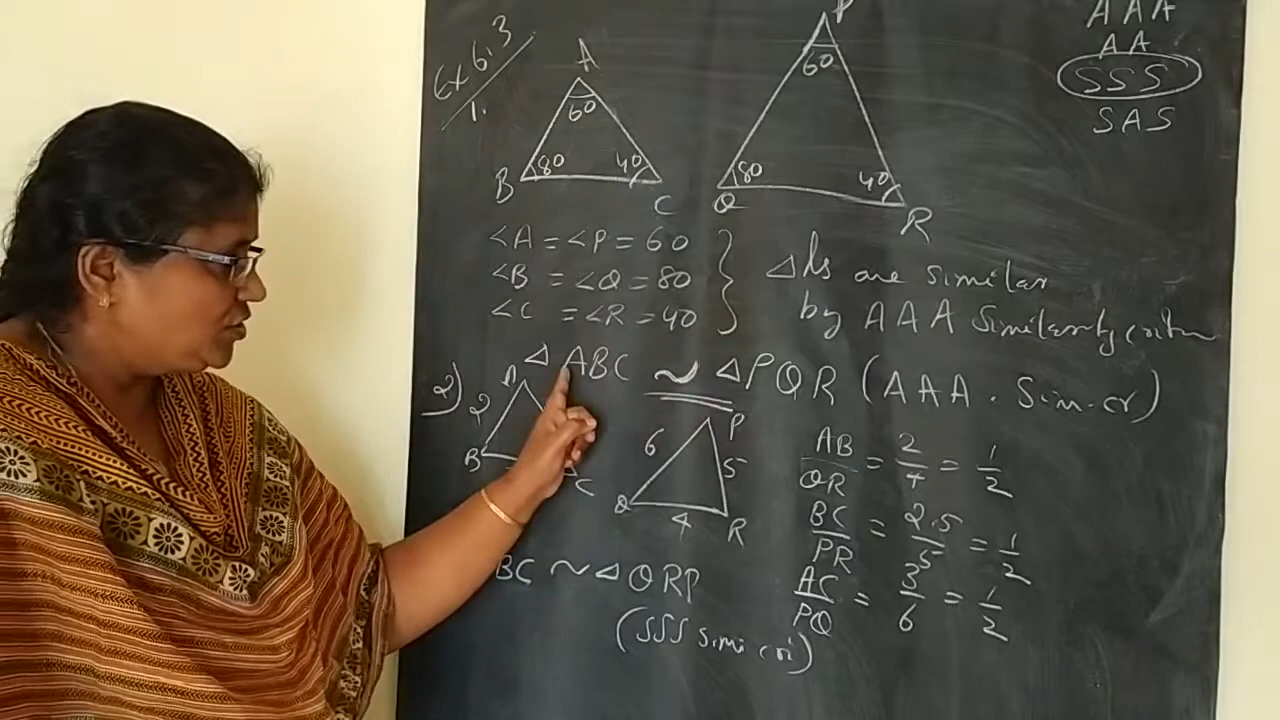 Ex 6.3
1.
A
60
B 80 40 C
P
60
Q 80 40 R
AAA
AA
SSS
SAS
<A = <P = 60
<B = <Q = 80
<C = <R = 40
}
∆ls are similar
by AAA Similarity
∆ ABC ~ ∆PQR (AAA. Sim.cr)
2)
A
2
B C
P
6 5
Q 4 R
AB/QR = 2/4 = 1/2
BC/PR = 2.5/5 = 1/2
AC/PQ = 3/6 = 1/2
BC ~ ∆ QRP
(SSS simi cri)